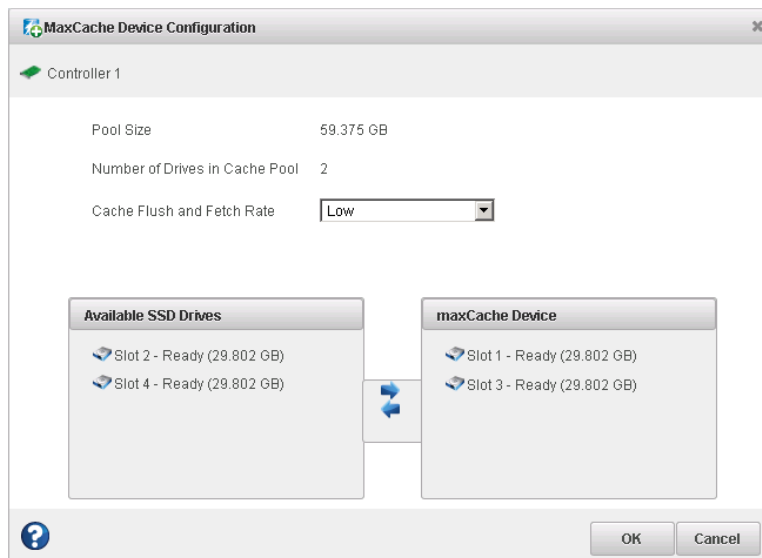 MaxCache Device Configuration
Controller 1
Pool Size 59.375 GB
Number of Drives in Cache Pool 2
Cache Flush and Fetch Rate Low
Available SSD Drives
Slot 2 - Ready (29.802 GB)
Slot 4 - Ready (29.802 GB)
maxCache Device
Slot 1 - Ready (29.802 GB)
Slot 3 - Ready (29.802 GB)
?
OK Cancel